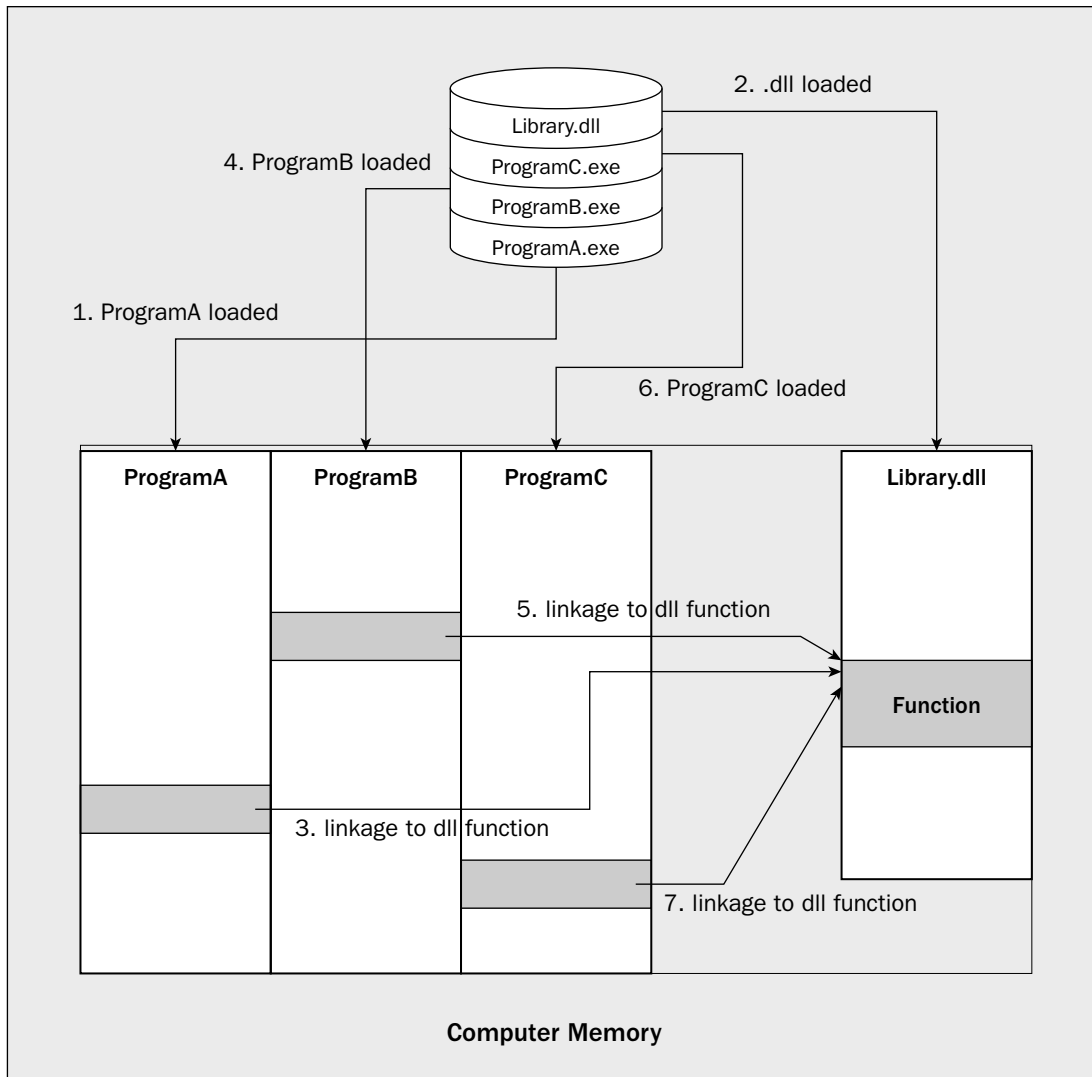 2. .dll loaded
Library.dll
4. ProgramB loaded
ProgramC.exe
ProgramB.exe
ProgramA.exe
1. ProgramA loaded
6. ProgramC loaded
ProgramA
ProgramB
ProgramC
Library.dll
5. linkage to dll function
Function
3. linkage to dll function
7. linkage to dll function
Computer Memory